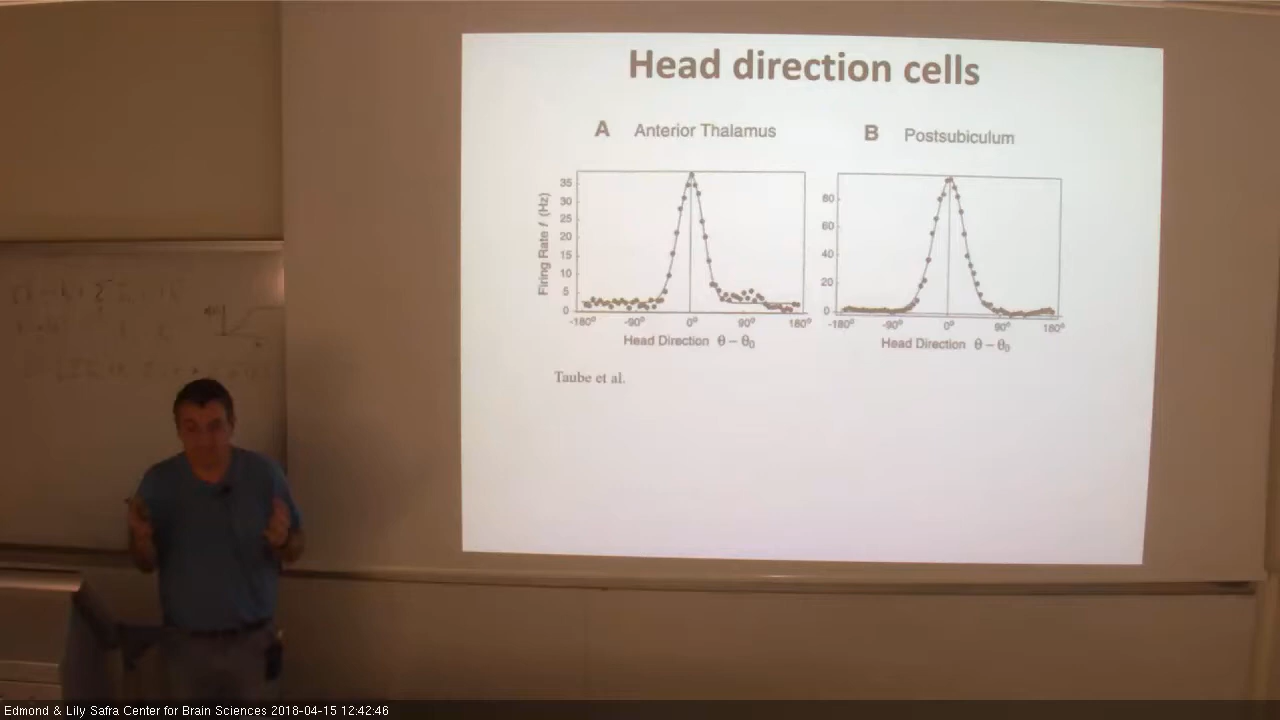 Head direction cells
A Anterior Thalamus
B Postsubiculum
Firing Rate f (Hz)
35
30
25
20
15
10
5
0
-180° -90° 0° 90° 180°
Head Direction θ – θ₀
80
60
40
20
0
-180° -90° 0° 90° 180°
Head Direction θ – θ₀
Taube et al.
Edmond & Lily Safra Center for Brain Sciences 2018-04-15 12:42:46